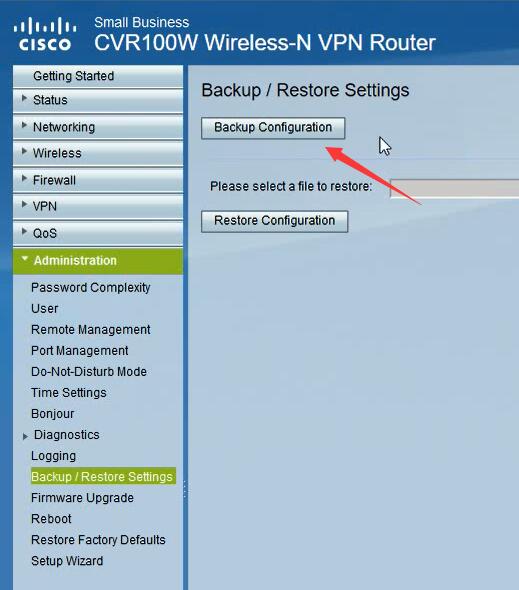 Small Business
CISCO CVR100W Wireless-N VPN Router
Getting Started
Status
Networking
Wireless
Firewall
VPN
QoS
Administration
Password Complexity
User
Remote Management
Port Management
Do-Not-Disturb Mode
Time Settings
Bonjour
Diagnostics
Logging
Backup / Restore Settings
Firmware Upgrade
Reboot
Restore Factory Defaults
Setup Wizard
Backup / Restore Settings
Backup Configuration
Please select a file to restore:
Restore Configuration